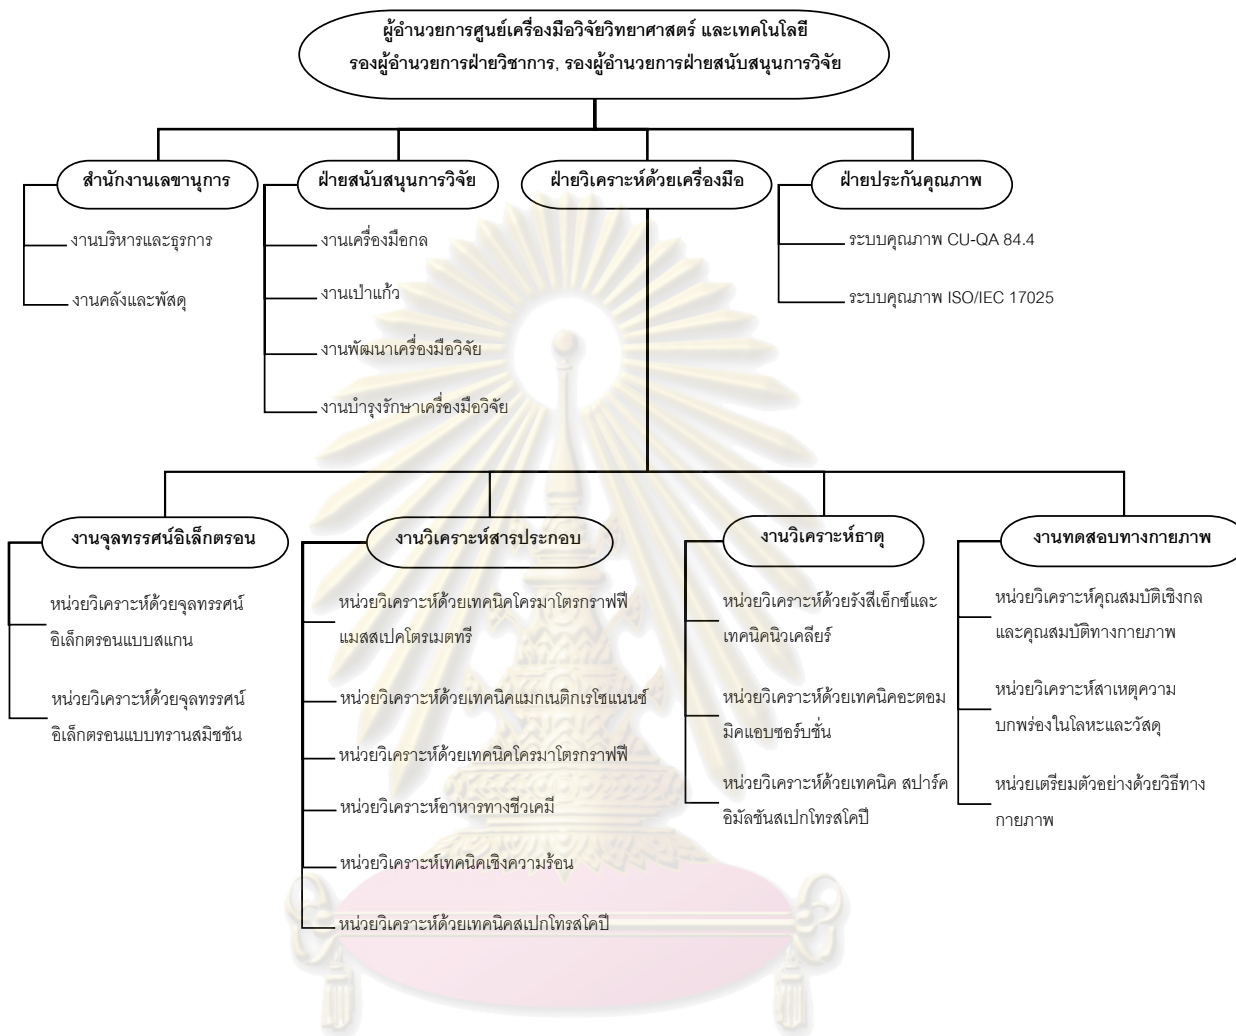 ผู้อำนวยการศูนย์เครื่องมือวิจัยวิทยาศาสตร์ และเทคโนโลยี
รองผู้อำนวยการฝ่ายวิชาการ, รองผู้อำนวยการฝ่ายสนับสนุนการวิจัย
สำนักงานเลขานุการ
งานบริหารและธุรการ
งานคลังและพัสดุ
ฝ่ายสนับสนุนการวิจัย
งานเครื่องมือกล
งานเป่าแก้ว
งานพัฒนาเครื่องมือวิจัย
งานบำรุงรักษาเครื่องมือวิจัย
ฝ่ายวิเคราะห์ด้วยเครื่องมือ
ฝ่ายประกันคุณภาพ
ระบบคุณภาพ CU-QA 84.4
ระบบคุณภาพ ISO/IEC 17025
งานจุลทรรศน์อิเล็กตรอน
หน่วยวิเคราะห์ด้วยจุลทรรศน์
อิเล็กตรอนแบบสแกน
หน่วยวิเคราะห์ด้วยจุลทรรศน์
อิเล็กตรอนแบบทรานสมิชชัน
งานวิเคราะห์สารประกอบ
หน่วยวิเคราะห์ด้วยเทคนิคโครมาโตรกราฟฟี
แมสสเปคโตรเมตทรี
หน่วยวิเคราะห์ด้วยเทคนิคแมกเนติกเรโซแนนซ์
หน่วยวิเคราะห์ด้วยเทคนิคโครมาโตรกราฟฟี
หน่วยวิเคราะห์อาหารทางชีวเคมี
หน่วยวิเคราะห์เทคนิคเชิงความร้อน
หน่วยวิเคราะห์ด้วยเทคนิคสเปกโทรสโคปี
งานวิเคราะห์ธาตุ
หน่วยวิเคราะห์ด้วยรังสีเอ็กซ์และ
เทคนิคนิวเคลียร์
หน่วยวิเคราะห์ด้วยเทคนิคอะตอม
มิคแอบซอร์บชั่น
หน่วยวิเคราะห์ด้วยเทคนิค สปาร์ค
อิมัลชันสเปกโทรสโคปี
งานทดสอบทางกายภาพ
หน่วยวิเคราะห์คุณสมบัติเชิงกล
และคุณสมบัติทางกายภาพ
หน่วยวิเคราะห์สาเหตุความ
บกพร่องในโลหะและวัสดุ
หน่วยเตรียมตัวอย่างด้วยวิธีทาง
กายภาพ